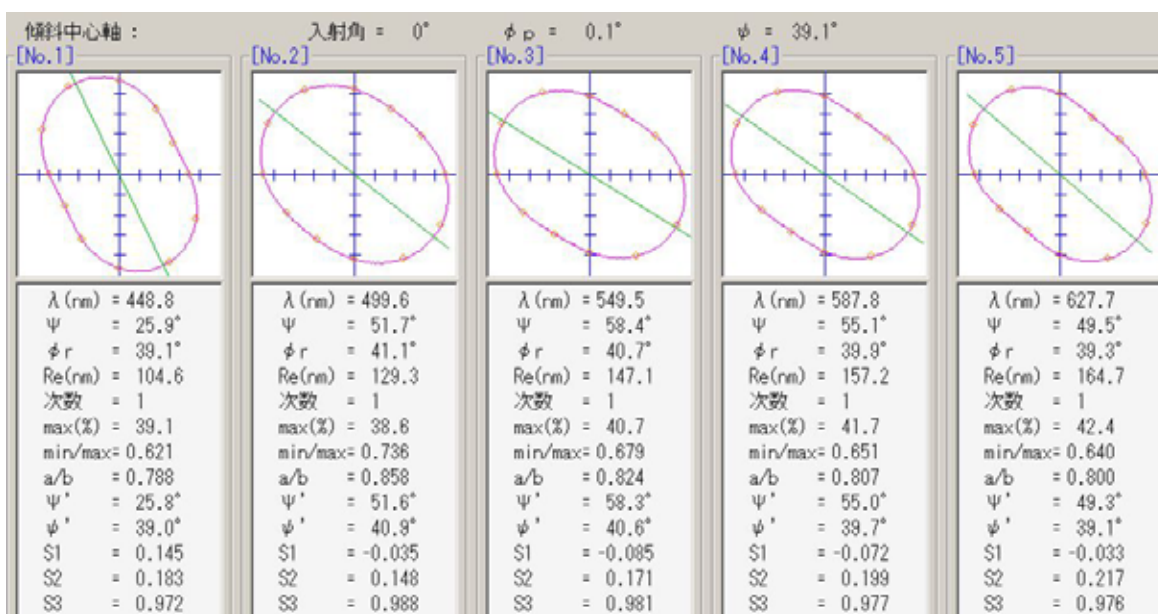 傾斜中心軸 : 入射角 = 0° φp = 0.1° ψ = 39.1°
[No.1]
λ(nm) = 448.8
Ψ = 25.9°
φr = 39.1°
Re(nm) = 104.6
次数 = 1
max(%) = 39.1
min/max= 0.621
a/b = 0.788
Ψ' = 25.8°
ψ' = 39.0°
S1 = 0.145
S2 = 0.183
S3 = 0.972
[No.2]
λ(nm) = 499.6
Ψ = 51.7°
φr = 41.1°
Re(nm) = 129.3
次数 = 1
max(%) = 38.6
min/max= 0.736
a/b = 0.858
Ψ' = 51.6°
ψ' = 40.9°
S1 = -0.035
S2 = 0.148
S3 = 0.988
[No.3]
λ(nm) = 549.5
Ψ = 58.4°
φr = 40.7°
Re(nm) = 147.1
次数 = 1
max(%) = 40.7
min/max= 0.679
a/b = 0.824
Ψ' = 58.3°
ψ' = 40.6°
S1 = -0.085
S2 = 0.171
S3 = 0.981
[No.4]
λ(nm) = 587.8
Ψ = 55.1°
φr = 39.9°
Re(nm) = 157.2
次数 = 1
max(%) = 41.7
min/max= 0.651
a/b = 0.807
Ψ' = 55.0°
ψ' = 39.7°
S1 = -0.072
S2 = 0.199
S3 = 0.977
[No.5]
λ(nm) = 627.7
Ψ = 49.5°
φr = 39.3°
Re(nm) = 164.7
次数 = 1
max(%) = 42.4
min/max= 0.640
a/b = 0.800
Ψ' = 49.3°
ψ' = 39.1°
S1 = -0.033
S2 = 0.217
S3 = 0.976